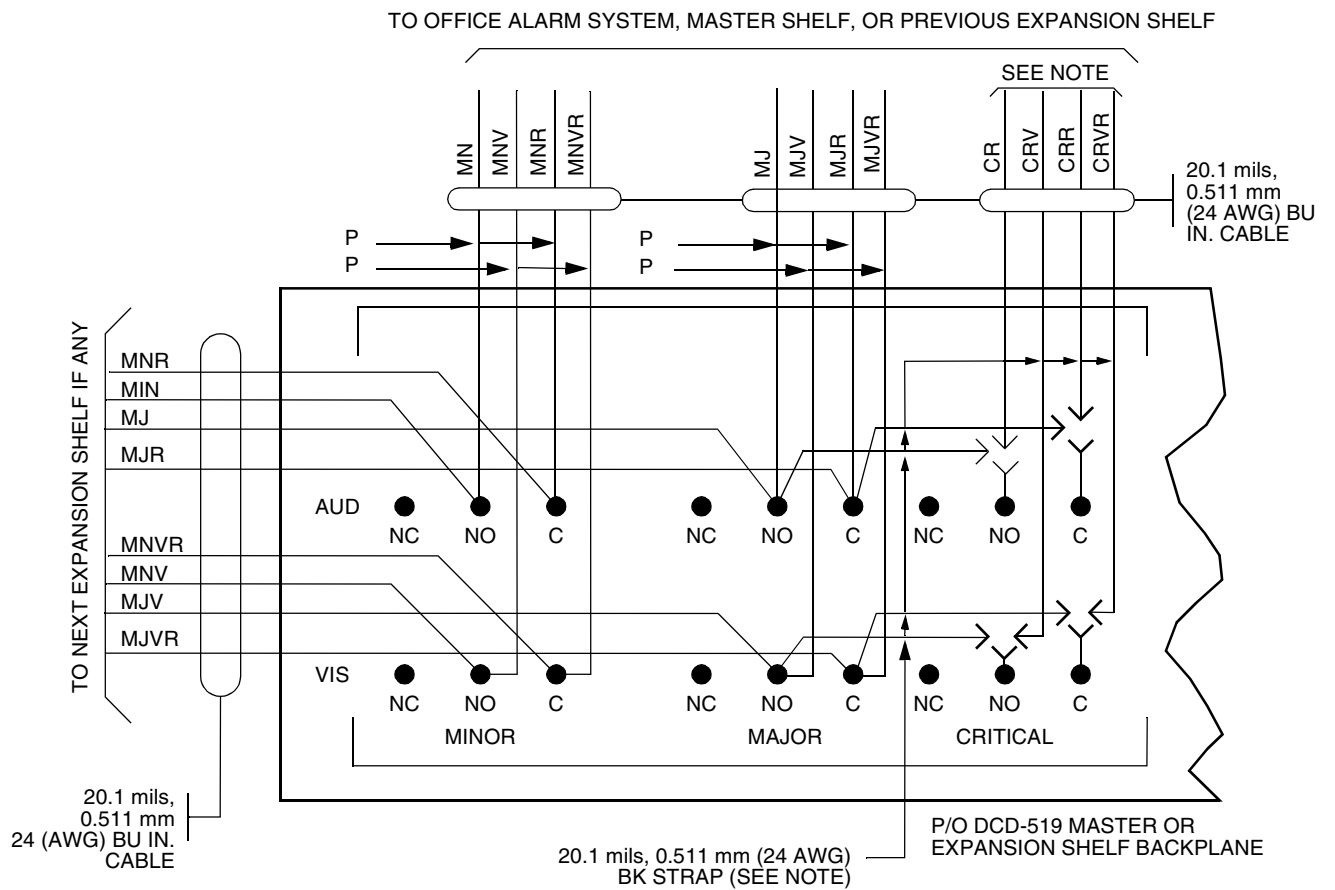 TO OFFICE ALARM SYSTEM, MASTER SHELF, OR PREVIOUS EXPANSION SHELF
SEE NOTE
MN
MNV
MNR
MNVR
MJ
MJV
MJR
MJVR
CR
CRV
CRR
CRVR
20.1 mils,
0.511 mm
(24 AWG) BU
IN. CABLE
P
P
P
P
TO NEXT EXPANSION SHELF IF ANY
MNR
MIN
MJ
MJR
AUD
NC
NO
C
NC
NO
C
NC
NO
C
MNVR
MNV
MJV
MJVR
VIS
NC
NO
C
NC
NO
C
NC
NO
C
MINOR
MAJOR
CRITICAL
20.1 mils,
0.511 mm
24 (AWG) BU IN.
CABLE
20.1 mils, 0.511 mm (24 AWG)
BK STRAP (SEE NOTE)
P/O DCD-519 MASTER OR
EXPANSION SHELF BACKPLANE